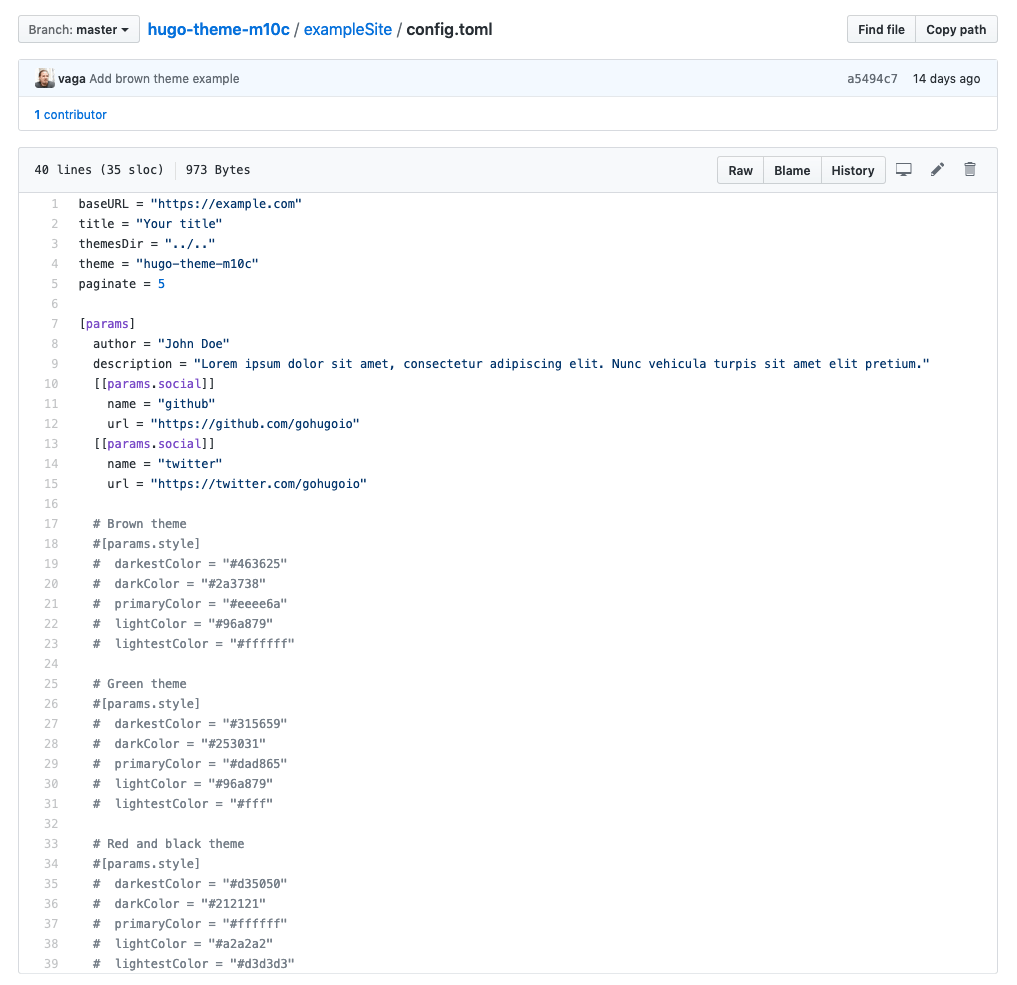 Branch: master hugo-theme-m10c / exampleSite / config.toml Find file Copy path
vaga Add brown theme example a5494c7 14 days ago
1 contributor
40 lines (35 sloc) 973 Bytes Raw Blame History
1 baseURL = "https://example.com"
2 title = "Your title"
3 themesDir = "../.."
4 theme = "hugo-theme-m10c"
5 paginate = 5
6
7 [params]
8 author = "John Doe"
9 description = "Lorem ipsum dolor sit amet, consectetur adipiscing elit. Nunc vehicula turpis sit amet elit pretium."
10 [[params.social]]
11 name = "github"
12 url = "https://github.com/gohugoio"
13 [[params.social]]
14 name = "twitter"
15 url = "https://twitter.com/gohugoio"
16
17 # Brown theme
18 #[params.style]
19 # darkestColor = "#463625"
20 # darkColor = "#2a3738"
21 # primaryColor = "#eeee6a"
22 # lightColor = "#96a879"
23 # lightestColor = "#ffffff"
24
25 # Green theme
26 #[params.style]
27 # darkestColor = "#315659"
28 # darkColor = "#253031"
29 # primaryColor = "#dad865"
30 # lightColor = "#96a879"
31 # lightestColor = "#fff"
32
33 # Red and black theme
34 #[params.style]
35 # darkestColor = "#d35050"
36 # darkColor = "#212121"
37 # primaryColor = "#ffffff"
38 # lightColor = "#a2a2a2"
39 # lightestColor = "#d3d3d3"